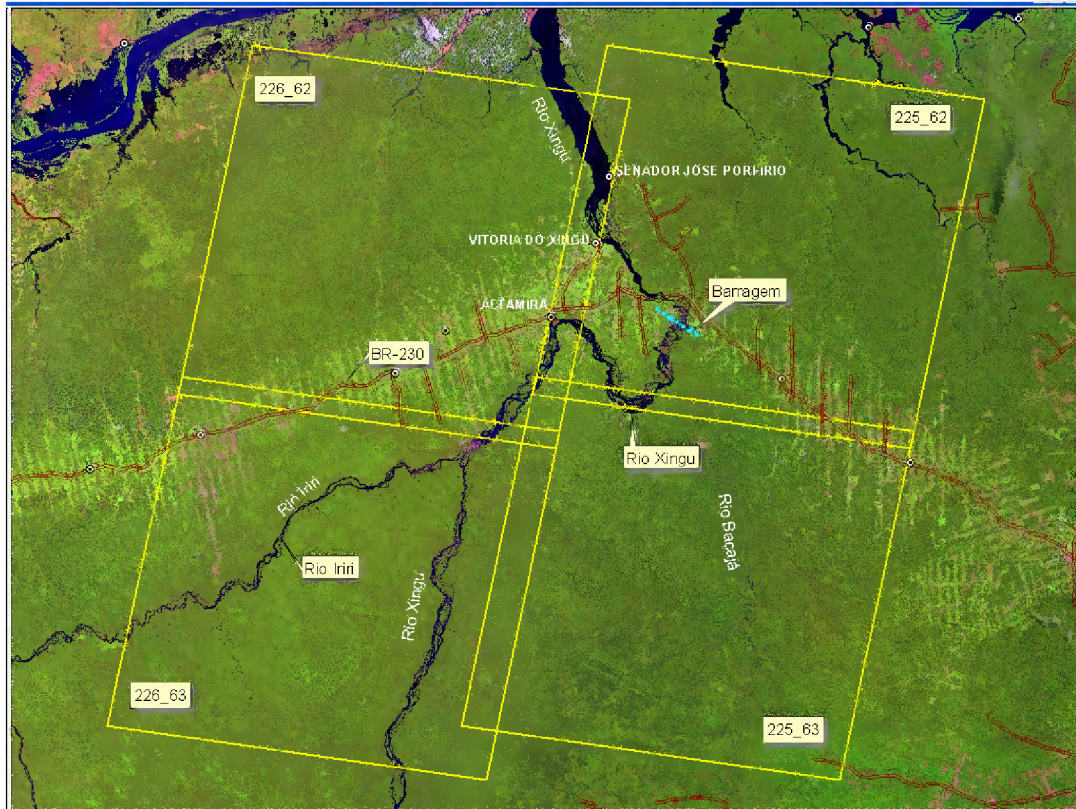 226_62
225_62
Rio Xingu
SENADOR JOSE PORFIRIO
VITORIA DO XINGU
Barragem
ALTAMIRA
BR-230
Rio Xingu
Rio Iriri
Rio Bacajá
Rio Iriri
Rio Xingu
226_63
225_63